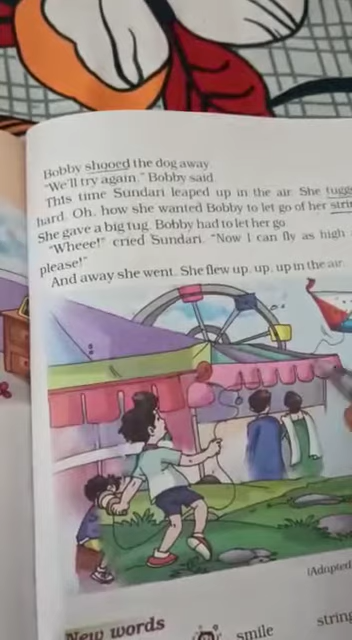 Bobby shooed the dog away.
"We'll try again." Bobby said.
This time Sundari leaped up in the air. She
hard. Oh, how she wanted Bobby to let go of her
She gave a big tug. Bobby had to let her go.
"Wheee!" cried Sundari. "Now I can fly as high
please!"
And away she went. She flew up, up, up in the air.
(Adapted
New words
smile
string